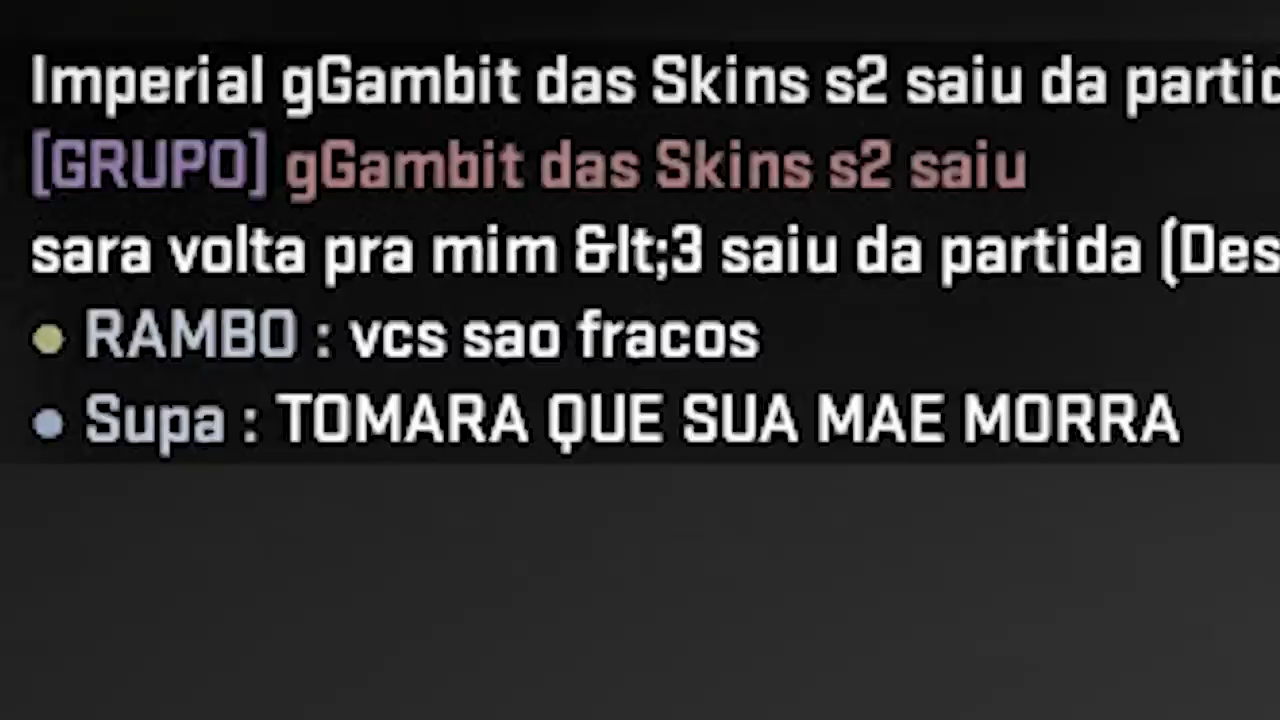 Imperial gGambit das Skins s2 saiu da partid
[GRUPO] gGambit das Skins s2 saiu
sara volta pra mim &lt;3 saiu da partida (Des
RAMBO : vcs sao fracos
Supa : TOMARA QUE SUA MAE MORRA